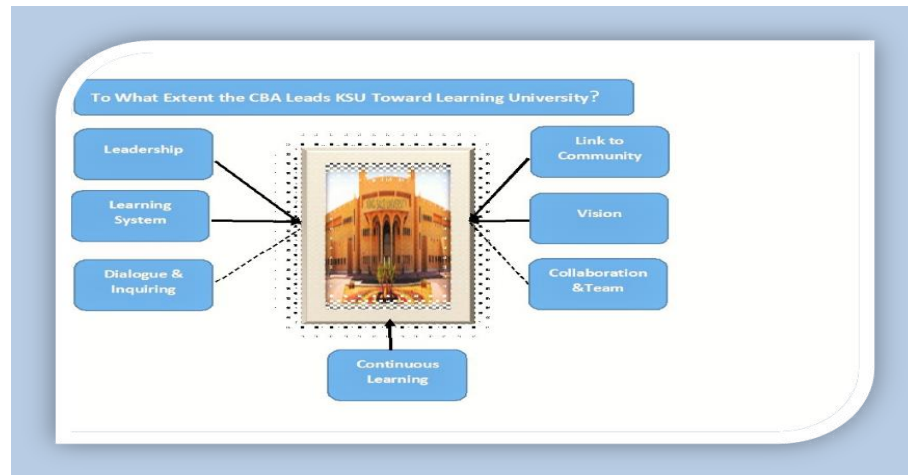 To What Extent the CBA Leads KSU Toward Learning University?
Leadership
Link to
Community
Learning
System
Vision
Dialogue &
Inquiring
Collaboration
&Team
Continuous
Learning